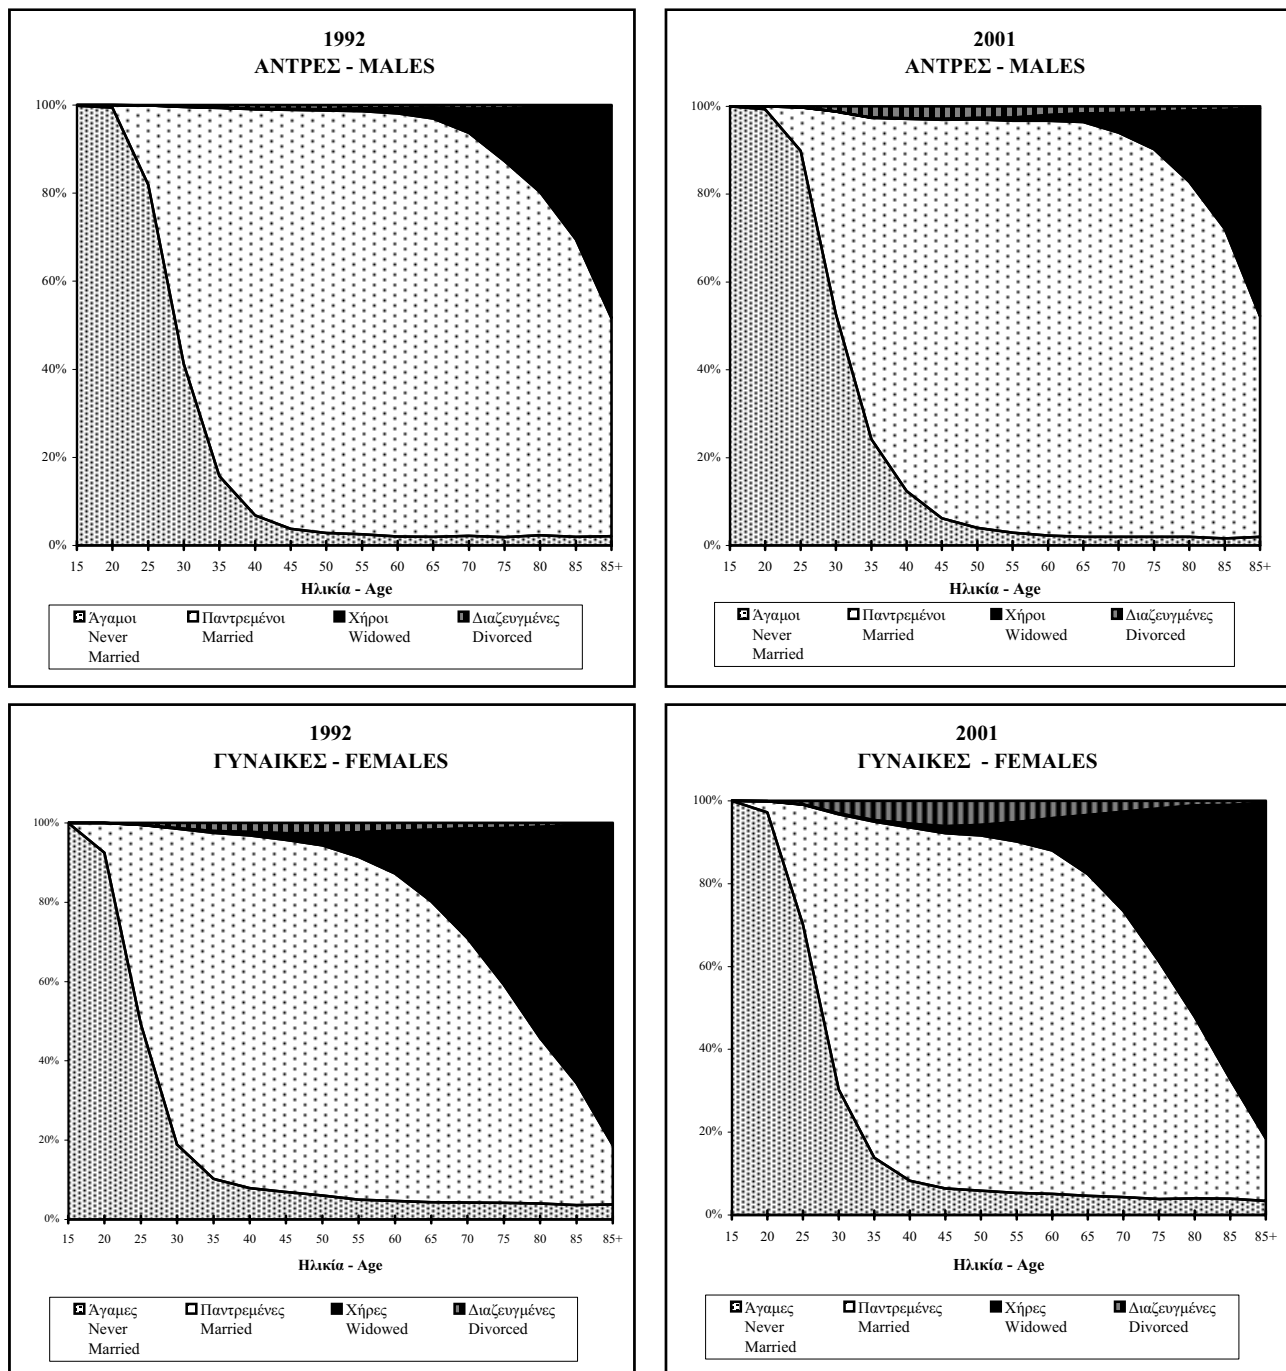 1992
ΑΝΤΡΕΣ - MALES
100%
80%
60%
40%
20%
0%
15 20 25 30 35 40 45 50 55 60 65 70 75 80 85 85+
Ηλικία - Age
Άγαμοι Παντρεμένοι Χήροι Διαζευγμένες
Never Married Widowed Divorced
Married
2001
ΑΝΤΡΕΣ - MALES
100%
80%
60%
40%
20%
0%
15 20 25 30 35 40 45 50 55 60 65 70 75 80 85 85+
Ηλικία - Age
Άγαμοι Παντρεμένοι Χήροι Διαζευγμένες
Never Married Widowed Divorced
Married
1992
ΓΥΝΑΙΚΕΣ - FEMALES
100%
80%
60%
40%
20%
0%
15 20 25 30 35 40 45 50 55 60 65 70 75 80 85 85+
Ηλικία - Age
Άγαμες Παντρεμένες Χήρες Διαζευγμένες
Never Married Widowed Divorced
Married
2001
ΓΥΝΑΙΚΕΣ - FEMALES
100%
80%
60%
40%
20%
0%
15 20 25 30 35 40 45 50 55 60 65 70 75 80 85 85+
Ηλικία - Age
Άγαμες Παντρεμένες Χήρες Διαζευγμένες
Never Married Widowed Divorced
Married